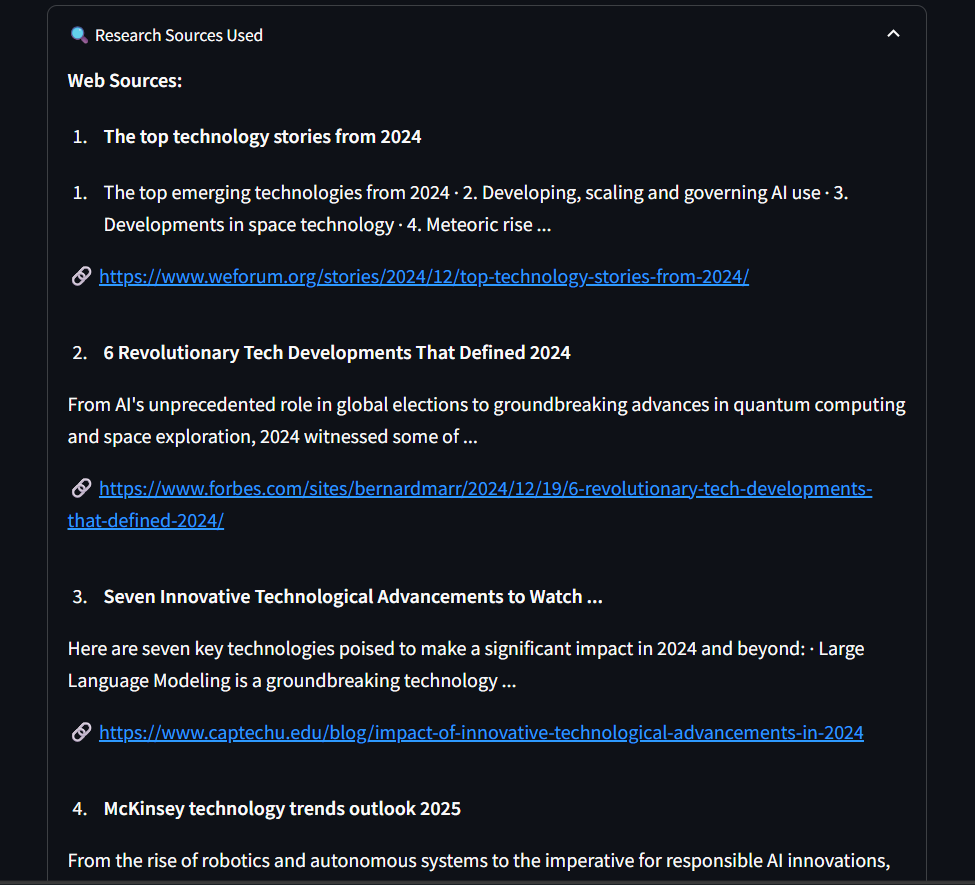 Research Sources Used
Web Sources:
1. The top technology stories from 2024
1. The top emerging technologies from 2024 · 2. Developing, scaling and governing AI use · 3.
Developments in space technology · 4. Meteoric rise ...
https://www.weforum.org/stories/2024/12/top-technology-stories-from-2024/
2. 6 Revolutionary Tech Developments That Defined 2024
From AI's unprecedented role in global elections to groundbreaking advances in quantum computing
and space exploration, 2024 witnessed some of ...
https://www.forbes.com/sites/bernardmarr/2024/12/19/6-revolutionary-tech-developments-
that-defined-2024/
3. Seven Innovative Technological Advancements to Watch ...
Here are seven key technologies poised to make a significant impact in 2024 and beyond: · Large
Language Modeling is a groundbreaking technology ...
https://www.captechu.edu/blog/impact-of-innovative-technological-advancements-in-2024
4. McKinsey technology trends outlook 2025
From the rise of robotics and autonomous systems to the imperative for responsible AI innovations,